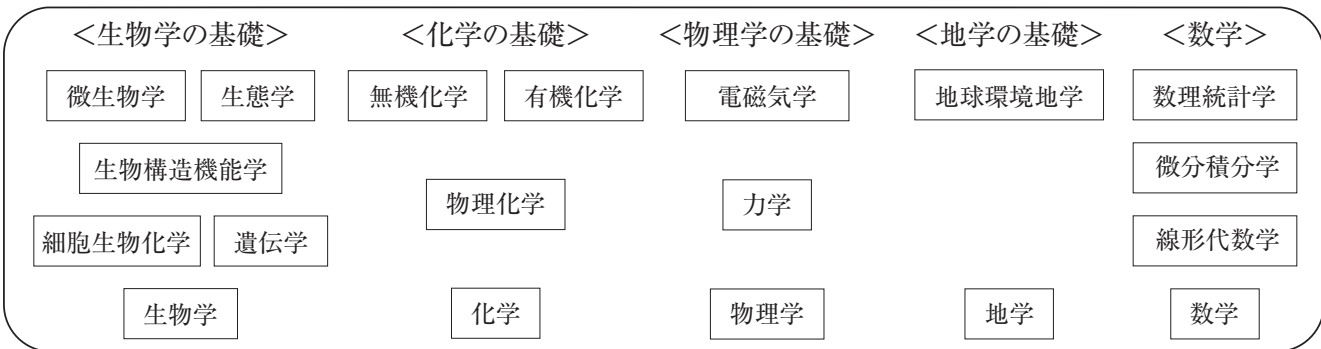 ＜生物学の基礎＞ ＜化学の基礎＞ ＜物理学の基礎＞ ＜地学の基礎＞ ＜数学＞
微生物学 生態学 無機化学 有機化学 電磁気学 地球環境地学 数理統計学
生物構造機能学 微分積分学
物理化学 力学
細胞生物化学 遺伝学 線形代数学
生物学 化学 物理学 地学 数学